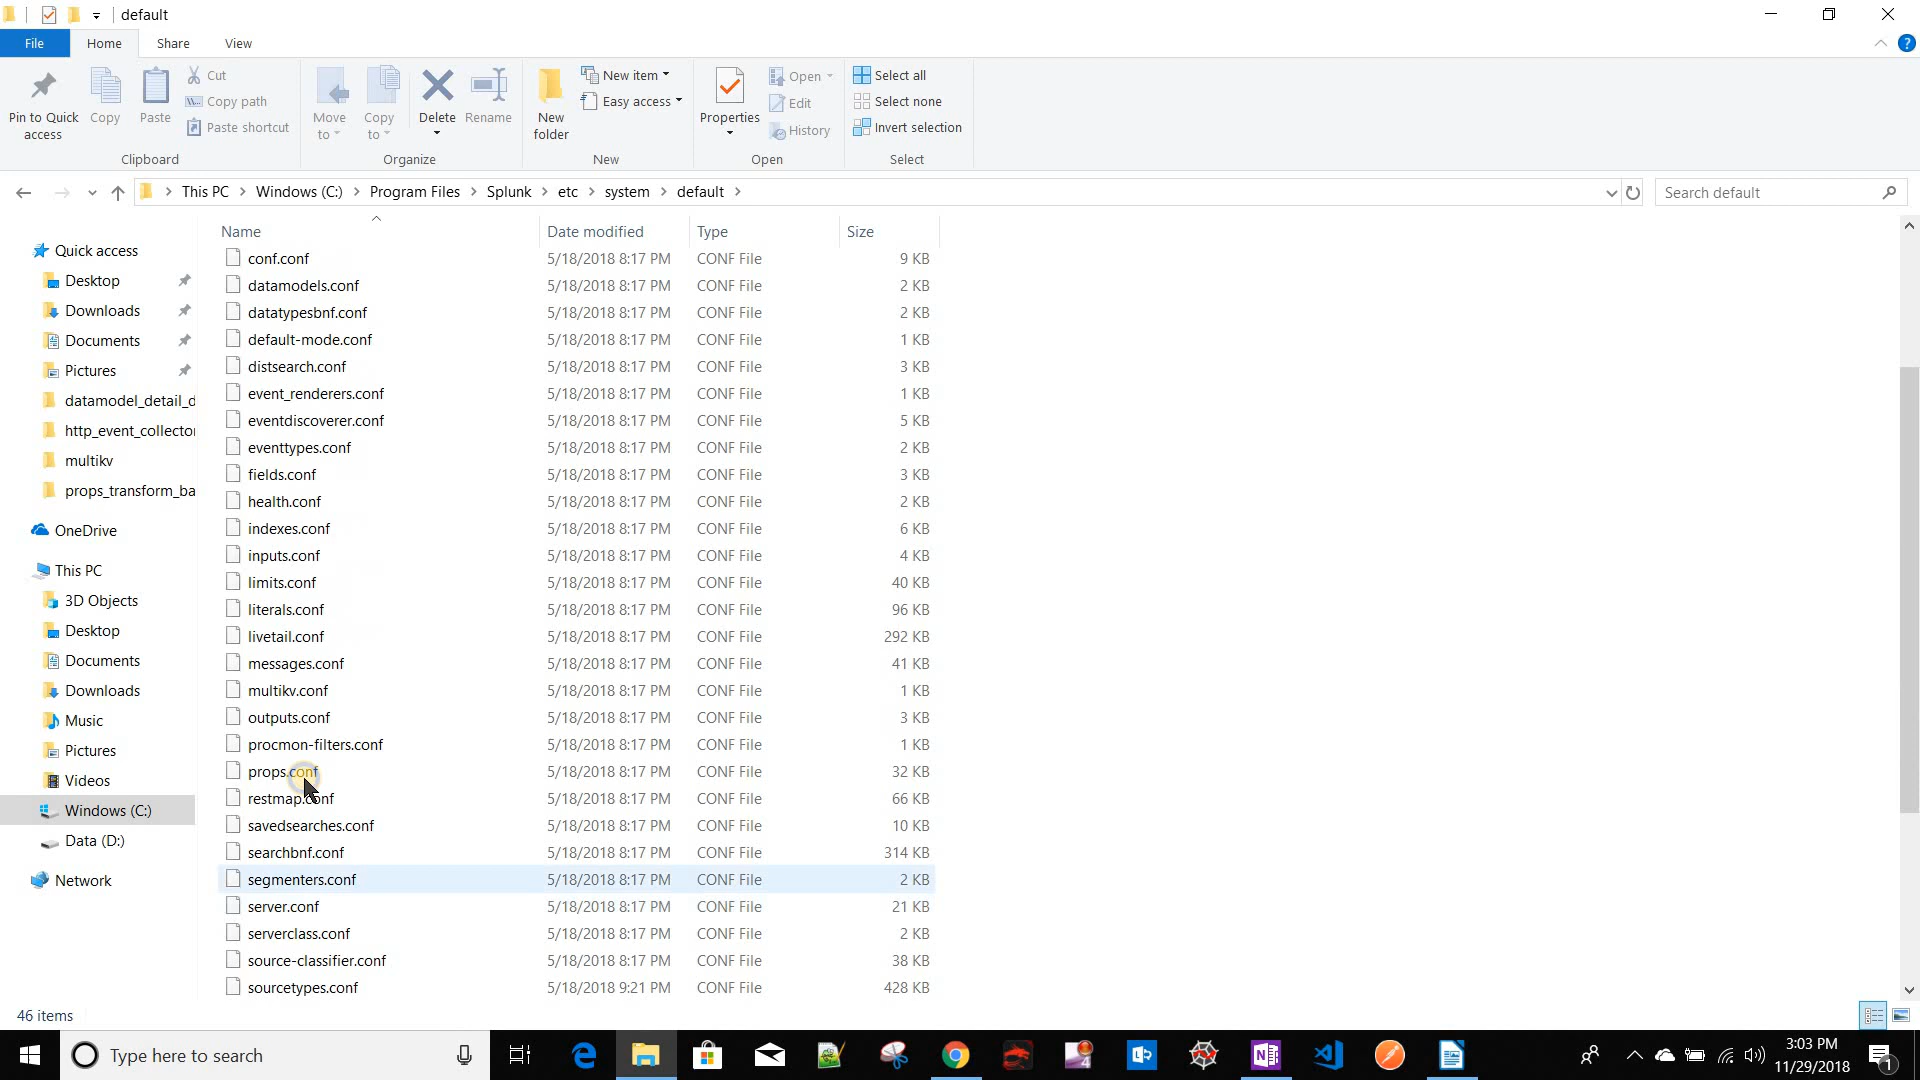 default
File Home Share View
Pin to Quick access
Copy
Paste
Cut
Copy path
Paste shortcut
Clipboard
Move to
Copy to
Delete
Rename
Organize
New folder
New item
Easy access
New
Properties
Open
Edit
History
Open
Select all
Select none
Invert selection
Select
This PC Windows (C:) Program Files Splunk etc system default
Search default
Quick access
Desktop
Downloads
Documents
Pictures
datamodel_detail_d
http_event_collector
multikv
props_transform_ba
OneDrive
This PC
3D Objects
Desktop
Documents
Downloads
Music
Pictures
Videos
Windows (C:)
Data (D:)
Network
Name Date modified Type Size
conf.conf 5/18/2018 8:17 PM CONF File 9 KB
datamodels.conf 5/18/2018 8:17 PM CONF File 2 KB
datatypesbnf.conf 5/18/2018 8:17 PM CONF File 2 KB
default-mode.conf 5/18/2018 8:17 PM CONF File 1 KB
distsearch.conf 5/18/2018 8:17 PM CONF File 3 KB
event_renderers.conf 5/18/2018 8:17 PM CONF File 1 KB
eventdiscoverer.conf 5/18/2018 8:17 PM CONF File 5 KB
eventtypes.conf 5/18/2018 8:17 PM CONF File 2 KB
fields.conf 5/18/2018 8:17 PM CONF File 3 KB
health.conf 5/18/2018 8:17 PM CONF File 2 KB
indexes.conf 5/18/2018 8:17 PM CONF File 6 KB
inputs.conf 5/18/2018 8:17 PM CONF File 4 KB
limits.conf 5/18/2018 8:17 PM CONF File 40 KB
literals.conf 5/18/2018 8:17 PM CONF File 96 KB
livetail.conf 5/18/2018 8:17 PM CONF File 292 KB
messages.conf 5/18/2018 8:17 PM CONF File 41 KB
multikv.conf 5/18/2018 8:17 PM CONF File 1 KB
outputs.conf 5/18/2018 8:17 PM CONF File 3 KB
procmon-filters.conf 5/18/2018 8:17 PM CONF File 1 KB
props.conf 5/18/2018 8:17 PM CONF File 32 KB
restmap.conf 5/18/2018 8:17 PM CONF File 66 KB
savedsearches.conf 5/18/2018 8:17 PM CONF File 10 KB
searchbnf.conf 5/18/2018 8:17 PM CONF File 314 KB
segmenters.conf 5/18/2018 8:17 PM CONF File 2 KB
server.conf 5/18/2018 8:17 PM CONF File 21 KB
serverclass.conf 5/18/2018 8:17 PM CONF File 2 KB
source-classifier.conf 5/18/2018 8:17 PM CONF File 38 KB
sourcetypes.conf 5/18/2018 9:21 PM CONF File 428 KB
46 items
Type here to search
3:03 PM
11/29/2018
1